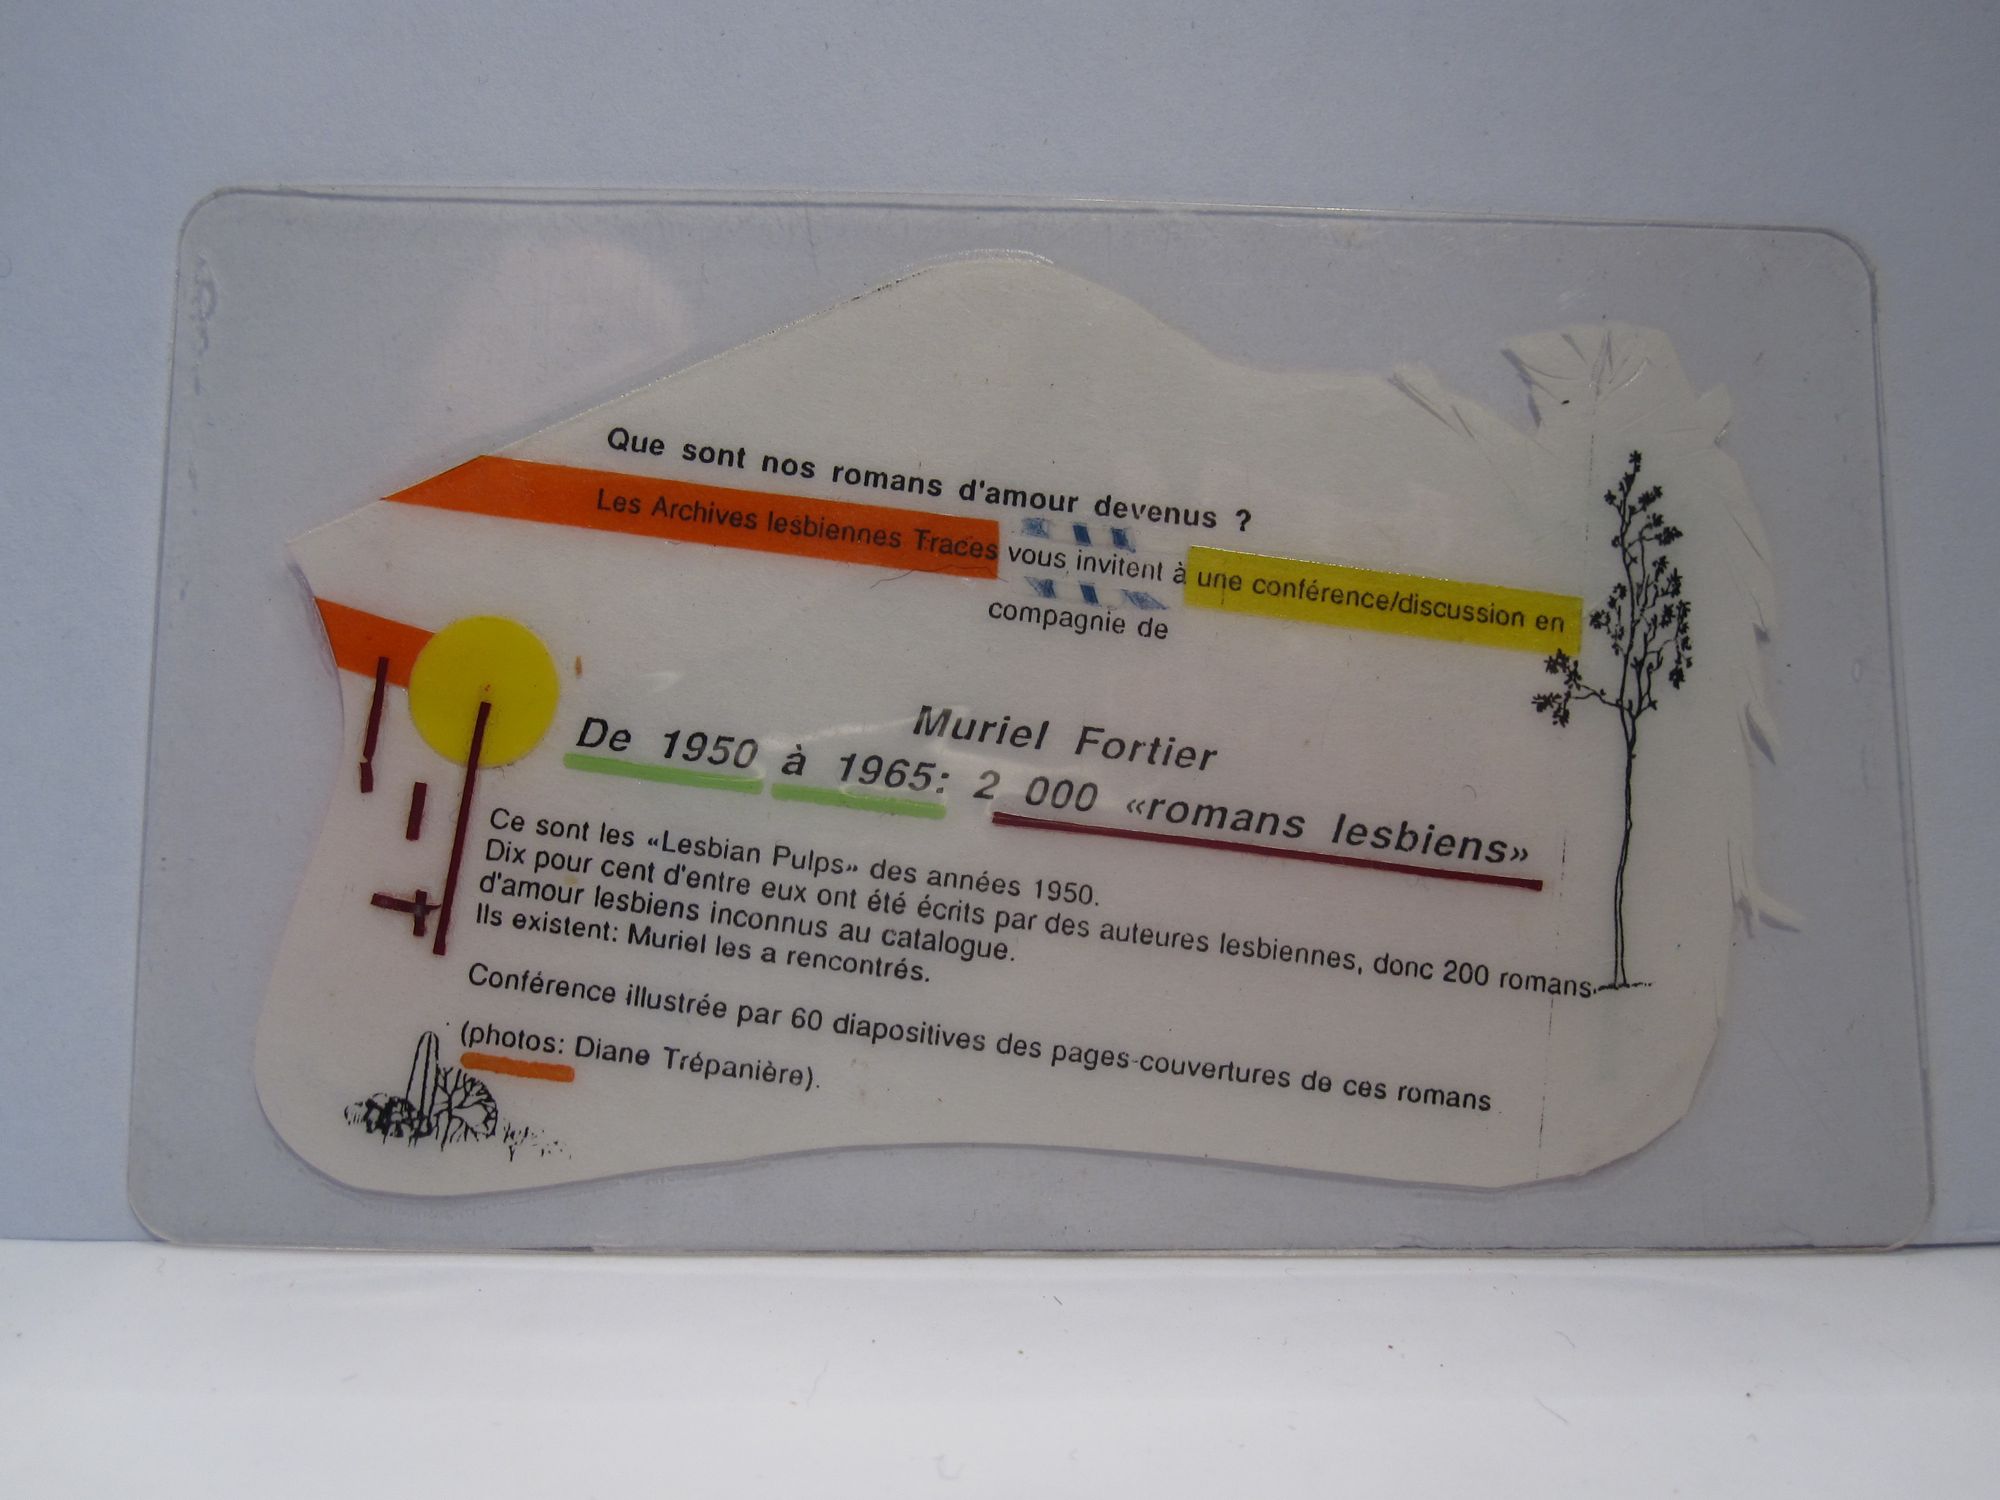 Que sont nos romans d'amour devenus ?
Les Archives lesbiennes Traces vous invitent à une conférence/discussion en
compagnie de
Muriel Fortier
De 1950 à 1965: 2 000 «romans lesbiens»
Ce sont les «Lesbian Pulps» des années 1950.
Dix pour cent d'entre eux ont été écrits par des auteures lesbiennes, donc 200 romans
d'amour lesbiens inconnus au catalogue.
Ils existent: Muriel les a rencontrés.
Conférence illustrée par 60 diapositives des pages-couvertures de ces romans
(photos: Diane Trépanière).